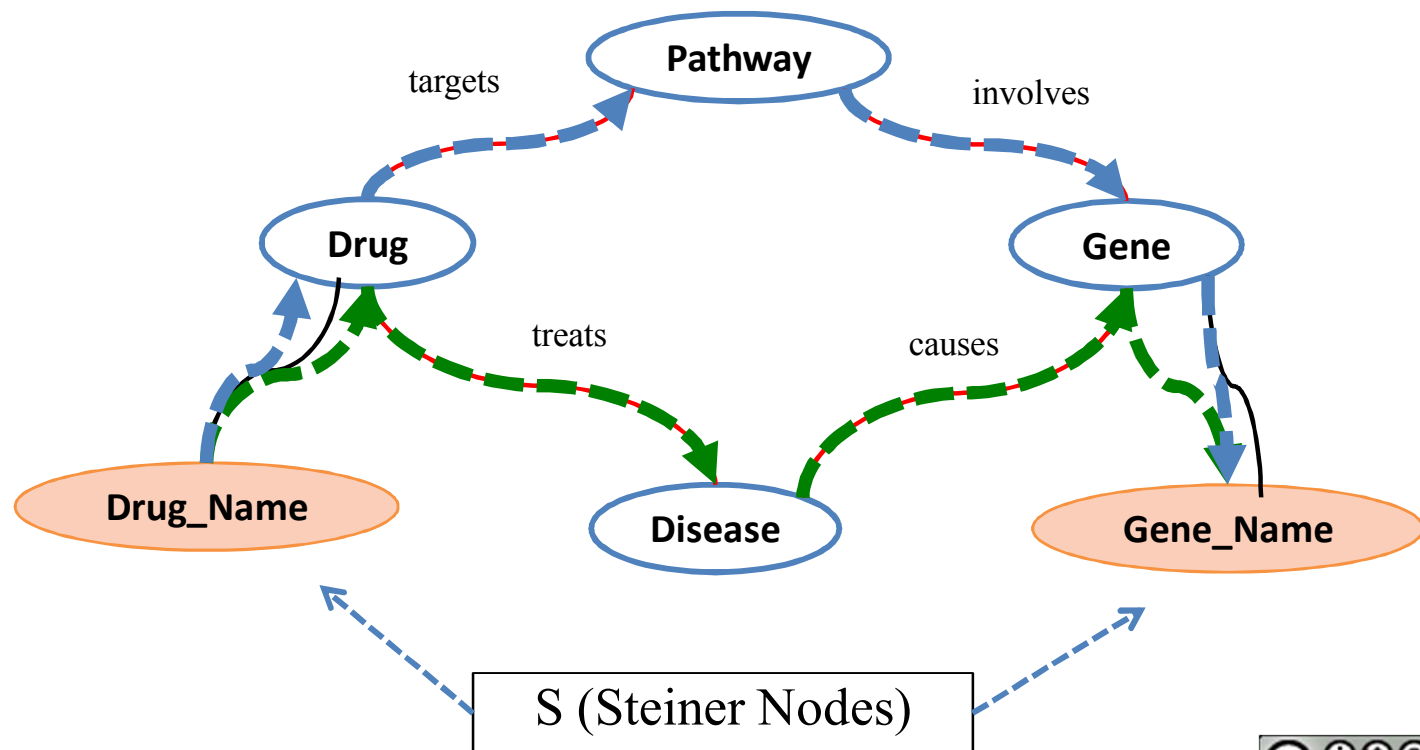 Pathway
targets
involves
Drug
Gene
treats
causes
Drug_Name
Disease
Gene_Name
S (Steiner Nodes)